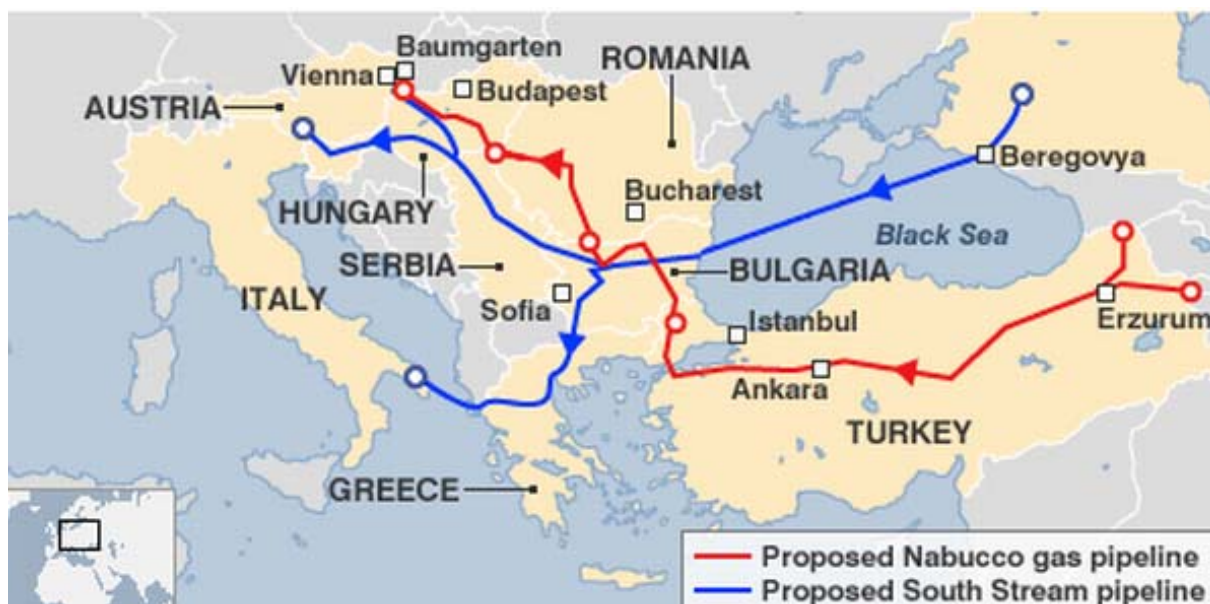 Baumgarten
ROMANIA
Vienna
Budapest
AUSTRIA
Beregovya
Bucharest
HUNGARY
Black Sea
SERBIA
BULGARIA
ITALY
Sofia
Istanbul
Erzurum
Ankara
TURKEY
GREECE
Proposed Nabucco gas pipeline
Proposed South Stream pipeline